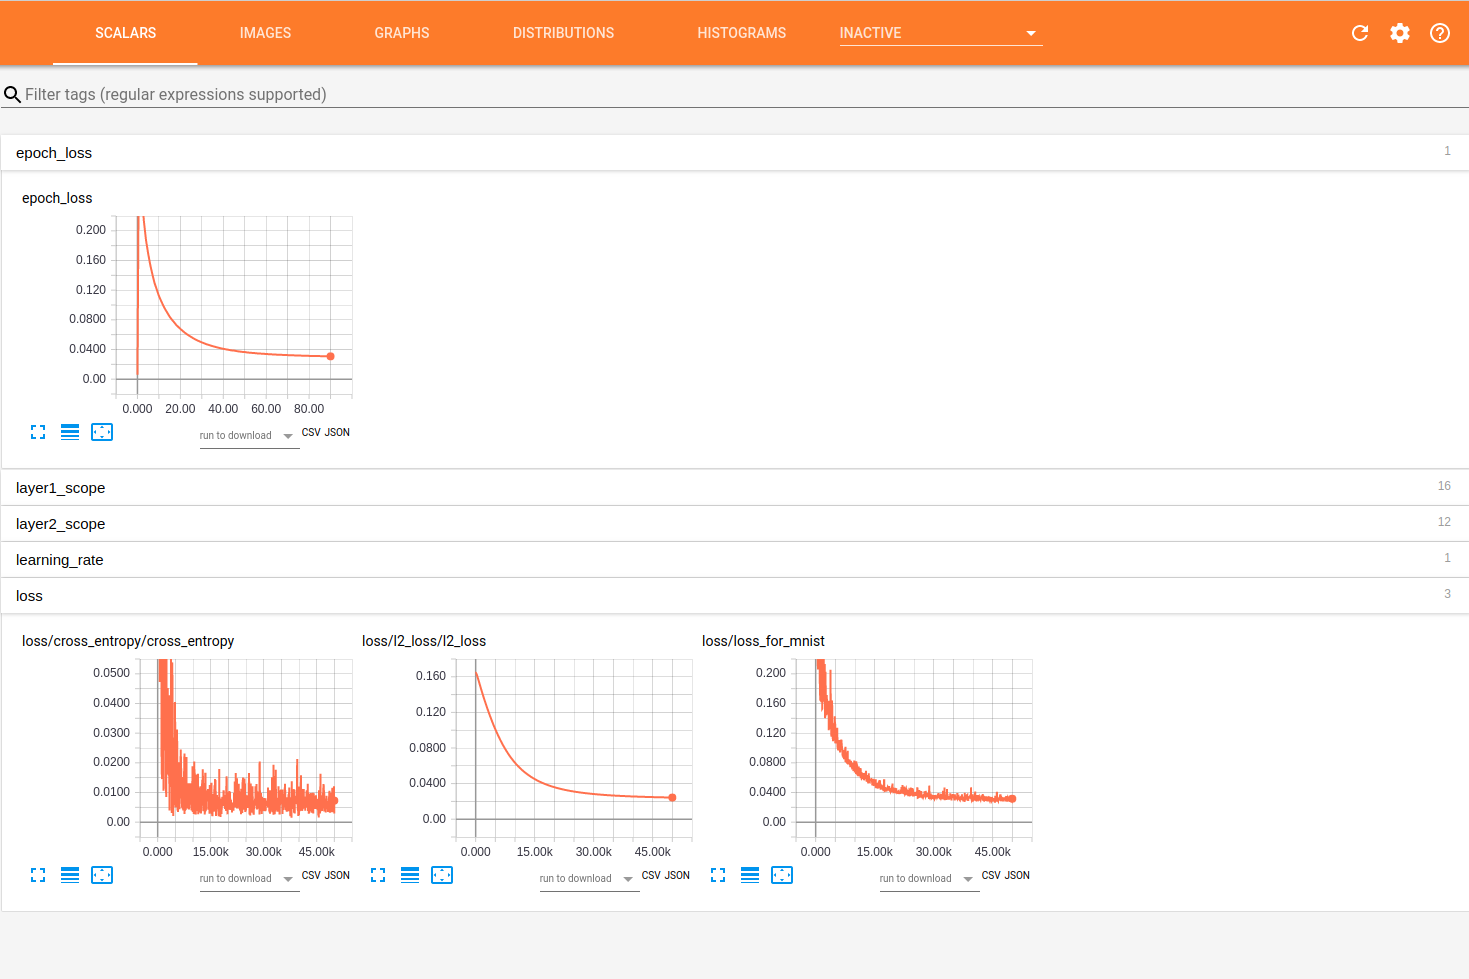 SCALARS IMAGES GRAPHS DISTRIBUTIONS HISTOGRAMS INACTIVE
Filter tags (regular expressions supported)
epoch_loss 1
epoch_loss
0.200
0.160
0.120
0.0800
0.0400
0.00
0.000 20.00 40.00 60.00 80.00
run to download CSV JSON
layer1_scope 16
layer2_scope 12
learning_rate 1
loss 3
loss/cross_entropy/cross_entropy
0.0500
0.0400
0.0300
0.0200
0.0100
0.00
0.000 15.00k 30.00k 45.00k
run to download CSV JSON
loss/l2_loss/l2_loss
0.160
0.120
0.0800
0.0400
0.00
0.000 15.00k 30.00k 45.00k
run to download CSV JSON
loss/loss_for_mnist
0.200
0.160
0.120
0.0800
0.0400
0.00
0.000 15.00k 30.00k 45.00k
run to download CSV JSON